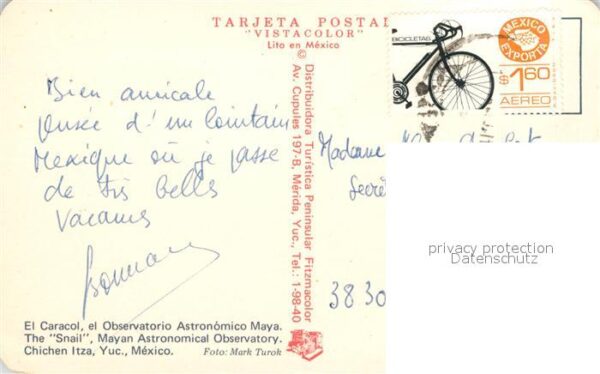 TARJETA POSTAL
"VISTACOLOR"
Lito en México
©
Distribuidora Turística Peninsular Fitzmacolor
Av. Cupules 197-B, Mérida, Yuc., Tel.: 1-98-40
BICICLETAS
MEXICO
EXPORTA
$1.60
AEREO
Bien amicale
pensée d'un lointain
Mexique où je passe
de très belles
vacances
Madame
3830
privacy protection
Datenschutz
El Caracol, el Observatorio Astronómico Maya.
The "Snail", Mayan Astronomical Observatory.
Chichen Itza, Yuc., México.
Foto: Mark Turok